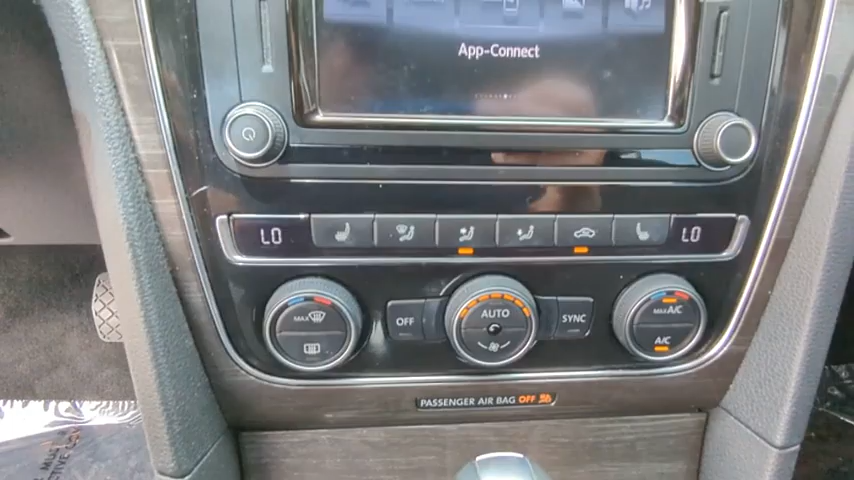 App-Connect
LO
LO
MAX
OFF
AUTO
SYNC
MAX A/C
A/C
PASSENGER AIR BAG OFF